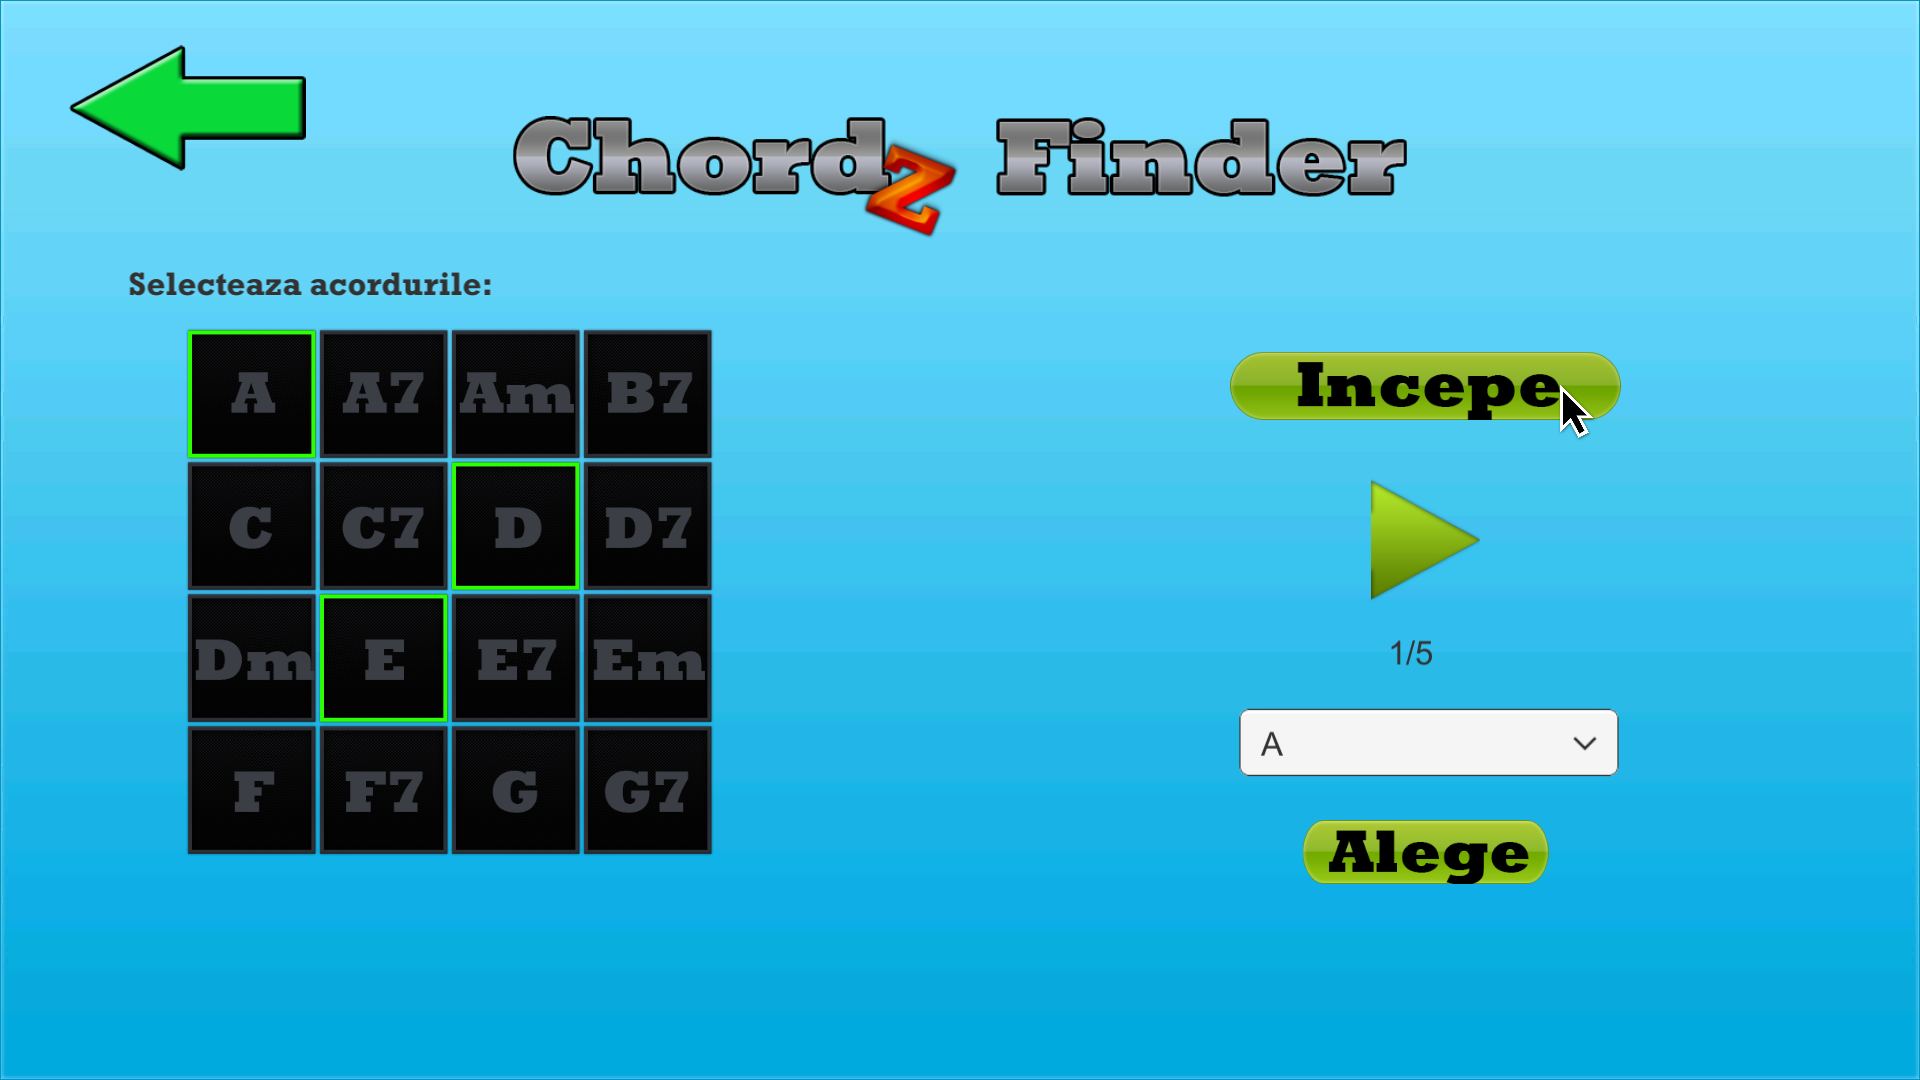 Chordz Finder
Selecteaza acordurile:
A A7 Am B7
C C7 D D7
Dm E E7 Em
F F7 G G7
Incepe
1/5
A
Alege